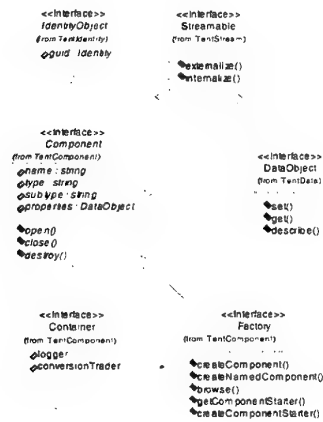 <<Interface>>
IdentityObject
(from TentIdentity)
guid : Identity
<<Interface>>
Streamable
(from TentStream)
externalize()
internalize()
<<Interface>>
Component
(from TentComponent)
name : string
type : string
subtype : string
properties : DataObject
open()
close()
destroy()
<<Interface>>
DataObject
(from TentData)
set()
get()
describe()
<<Interface>>
Container
(from TentComponent)
logger
conversionTrader
<<Interface>>
Factory
(from TentComponent)
createComponent()
createNamedComponent()
browse()
getComponentStarter()
createComponentStarter()